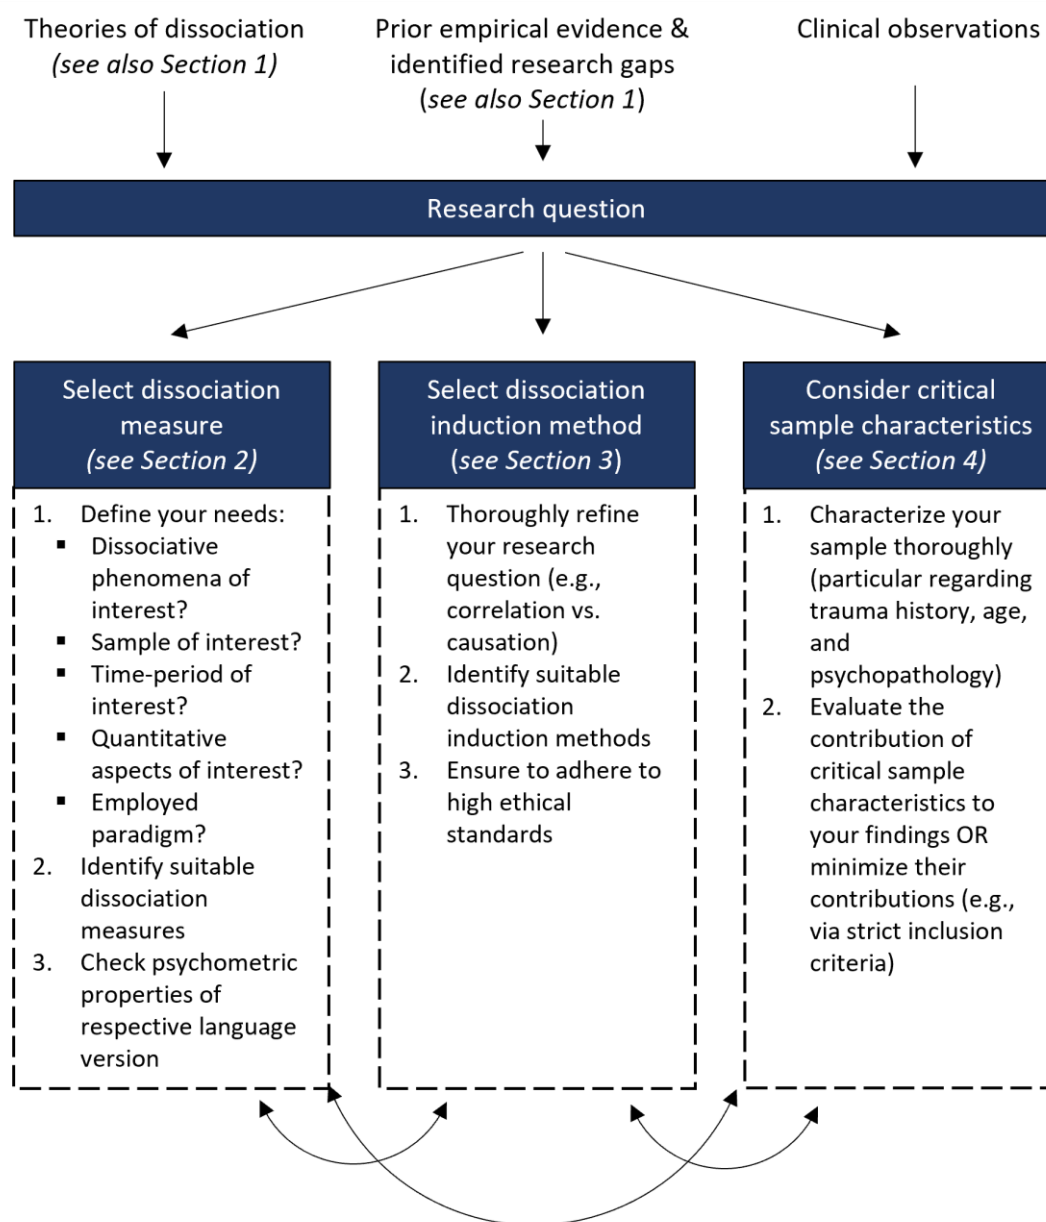 Theories of dissociation
(see also Section 1)
Prior empirical evidence &
identified research gaps
(see also Section 1)
Clinical observations
Research question
Select dissociation
measure
(see Section 2)
1. Define your needs:
▪ Dissociative
phenomena of
interest?
▪ Sample of interest?
▪ Time-period of
interest?
▪ Quantitative
aspects of interest?
▪ Employed
paradigm?
2. Identify suitable
dissociation
measures
3. Check psychometric
properties of
respective language
version
Select dissociation
induction method
(see Section 3)
1. Thoroughly refine
your research
question (e.g.,
correlation vs.
causation)
2. Identify suitable
dissociation
induction methods
3. Ensure to adhere to
high ethical
standards
Consider critical
sample characteristics
(see Section 4)
1. Characterize your
sample thoroughly
(particular regarding
trauma history, age,
and
psychopathology)
2. Evaluate the
contribution of
critical sample
characteristics to
your findings OR
minimize their
contributions (e.g.,
via strict inclusion
criteria)